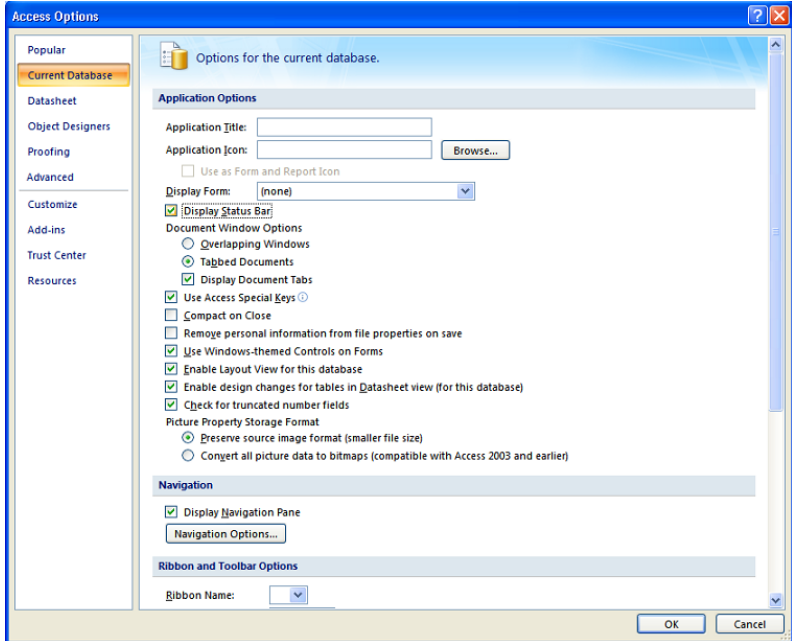 Access Options
Popular
Current Database
Datasheet
Object Designers
Proofing
Advanced
Customize
Add-ins
Trust Center
Resources
Options for the current database.
Application Options
Application Title:
Application Icon:
Browse...
Use as Form and Report Icon
Display Form: (none)
Display Status Bar
Document Window Options
Overlapping Windows
Tabbed Documents
Display Document Tabs
Use Access Special Keys
Compact on Close
Remove personal information from file properties on save
Use Windows-themed Controls on Forms
Enable Layout View for this database
Enable design changes for tables in Datasheet view (for this database)
Check for truncated number fields
Picture Property Storage Format
Preserve source image format (smaller file size)
Convert all picture data to bitmaps (compatible with Access 2003 and earlier)
Navigation
Display Navigation Pane
Navigation Options...
Ribbon and Toolbar Options
Ribbon Name:
OK Cancel